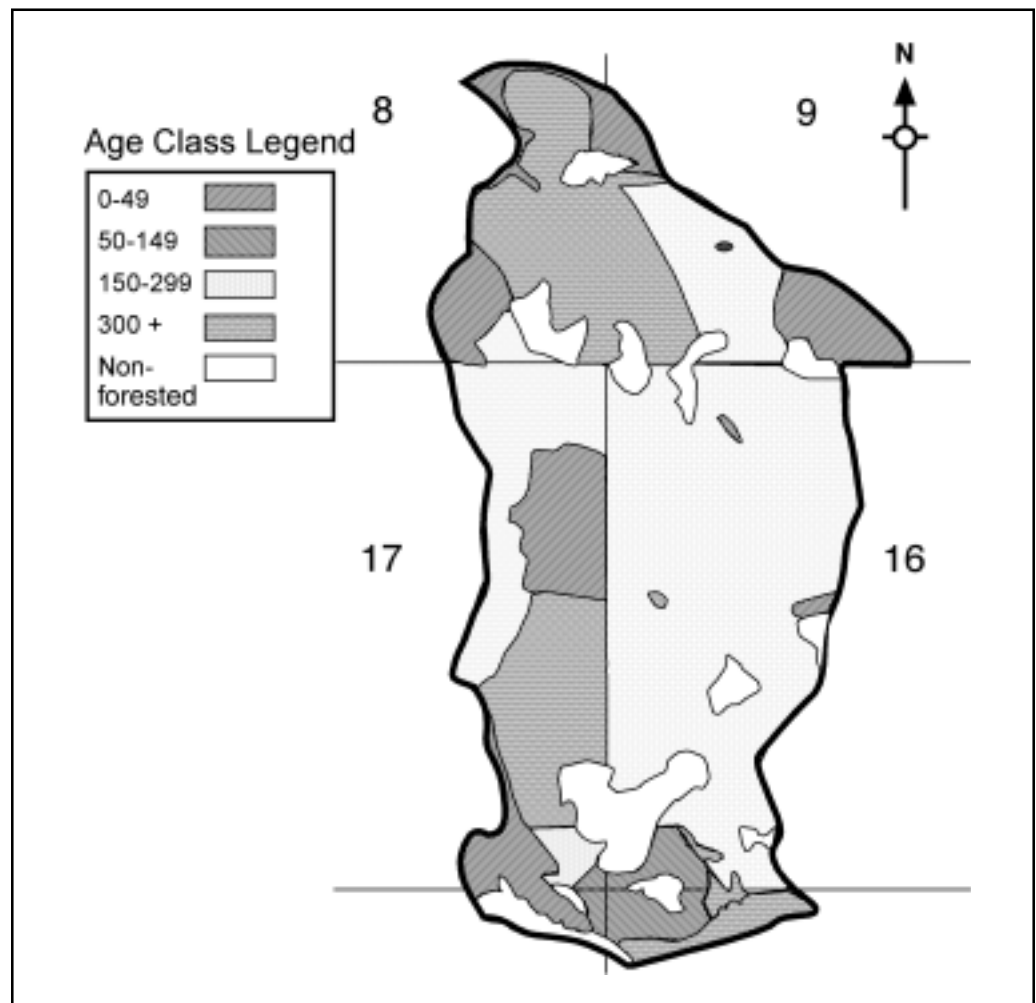 N
8
9
Age Class Legend
0-49
50-149
150-299
300 +
Non-
forested
17
16